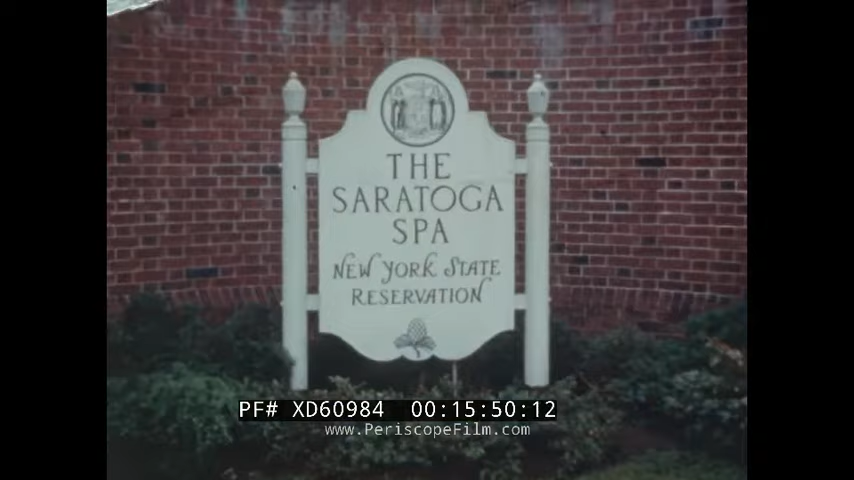 THE
SARATOGA
SPA
NEW YORK STATE
RESERVATION
PF# XD60984 00:15:50:12
www.PeriscopeFilm.com